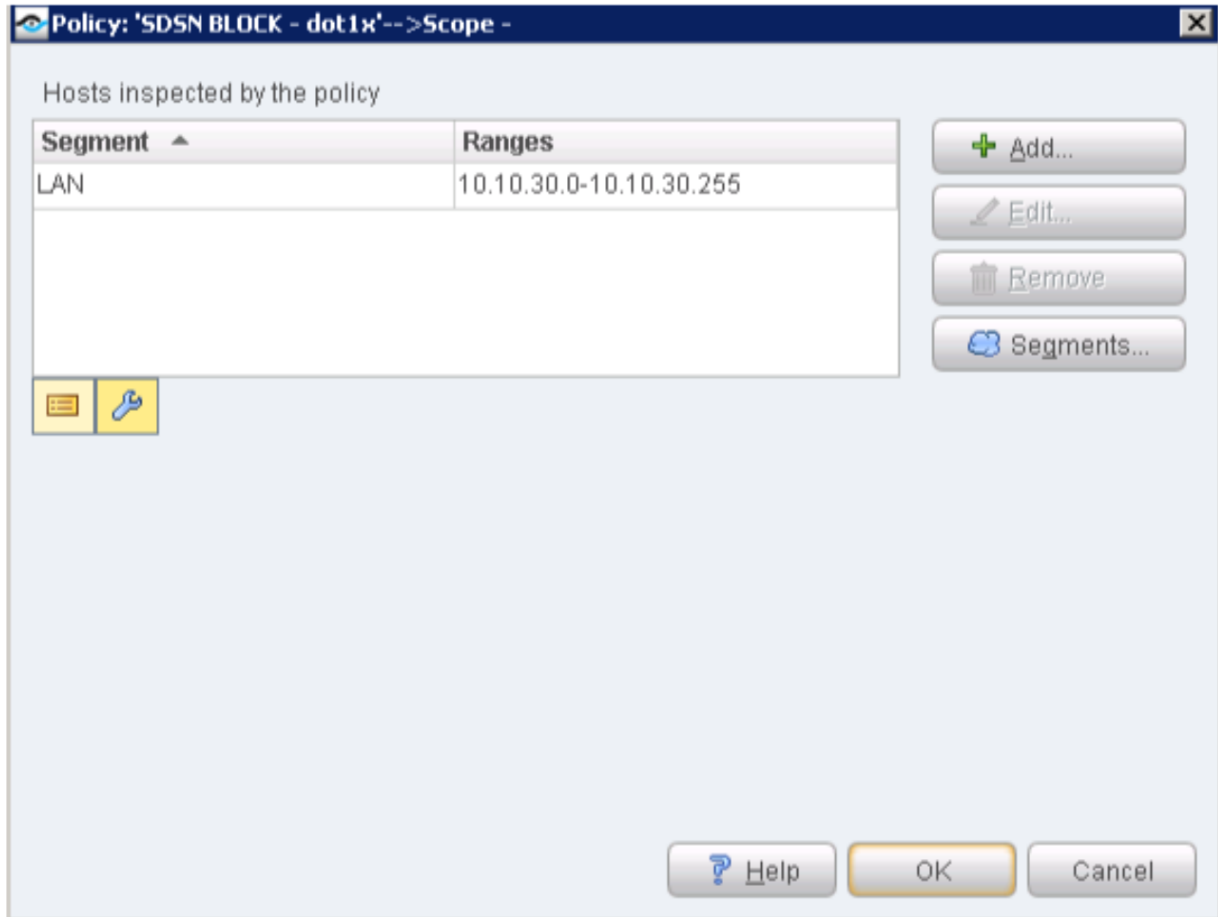 Policy: 'SDSN BLOCK - dot1x'-->Scope -
Hosts inspected by the policy
Segment Ranges
LAN 10.10.30.0-10.10.30.255
Add...
Edit...
Remove
Segments...
Help OK Cancel